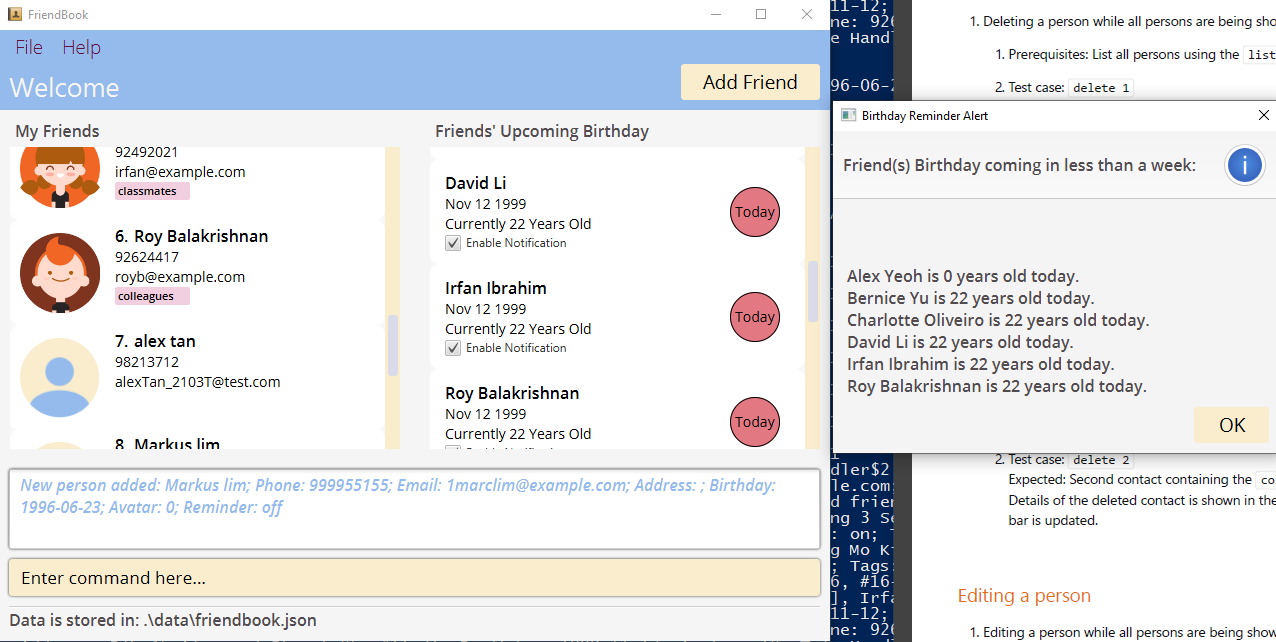 FriendBook
File Help
Welcome
Add Friend
My Friends
92492021
irfan@example.com
classmates
6. Roy Balakrishnan
92624417
royb@example.com
colleagues
7. alex tan
98213712
alexTan_2103T@test.com
8. Markus lim
Friends' Upcoming Birthday
David Li
Nov 12 1999
Currently 22 Years Old
Enable Notification
Today
Irfan Ibrahim
Nov 12 1999
Currently 22 Years Old
Enable Notification
Today
Roy Balakrishnan
Nov 12 1999
Currently 22 Years Old
Today
New person added: Markus lim; Phone: 999955155; Email: 1marclim@example.com; Address: ; Birthday:
1996-06-23; Avatar: 0; Reminder: off
Enter command here...
Data is stored in: .\data\friendbook.json
11-12;
ne: 926
e Handl
96-06-2
dler$2
le.com;
d frien
ng 3 Se
: on; T
g Mo Ki
; Tags:
6, #16-
], Irfa
11-12;
ne: 926
1. Deleting a person while all persons are being sho
1. Prerequisites: List all persons using the list
2. Test case: delete 1
Birthday Reminder Alert
Friend(s) Birthday coming in less than a week:
i
Alex Yeoh is 0 years old today.
Bernice Yu is 22 years old today.
Charlotte Oliveiro is 22 years old today.
David Li is 22 years old today.
Irfan Ibrahim is 22 years old today.
Roy Balakrishnan is 22 years old today.
OK
2. Test case: delete 2
Expected: Second contact containing the co
Details of the deleted contact is shown in the
bar is updated.
Editing a person
1. Editing a person while all persons are being show